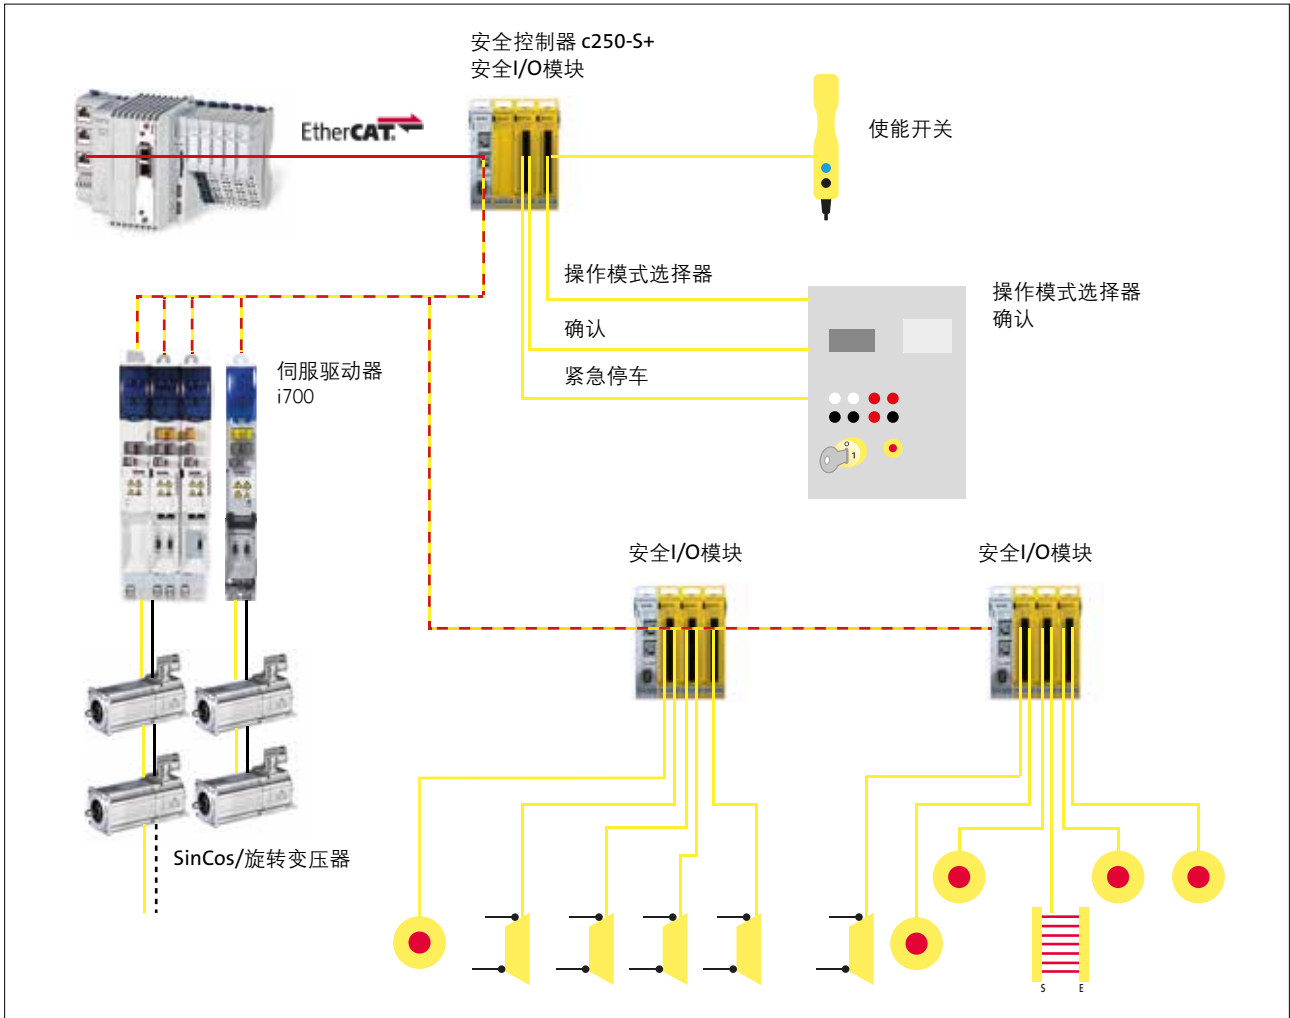 安全控制器 c250-S+
安全I/O模块
EtherCAT
使能开关
操作模式选择器
确认
紧急停车
操作模式选择器
确认
伺服驱动器
i700
0
1
安全I/O模块
安全I/O模块
SinCos/旋转变压器
S E